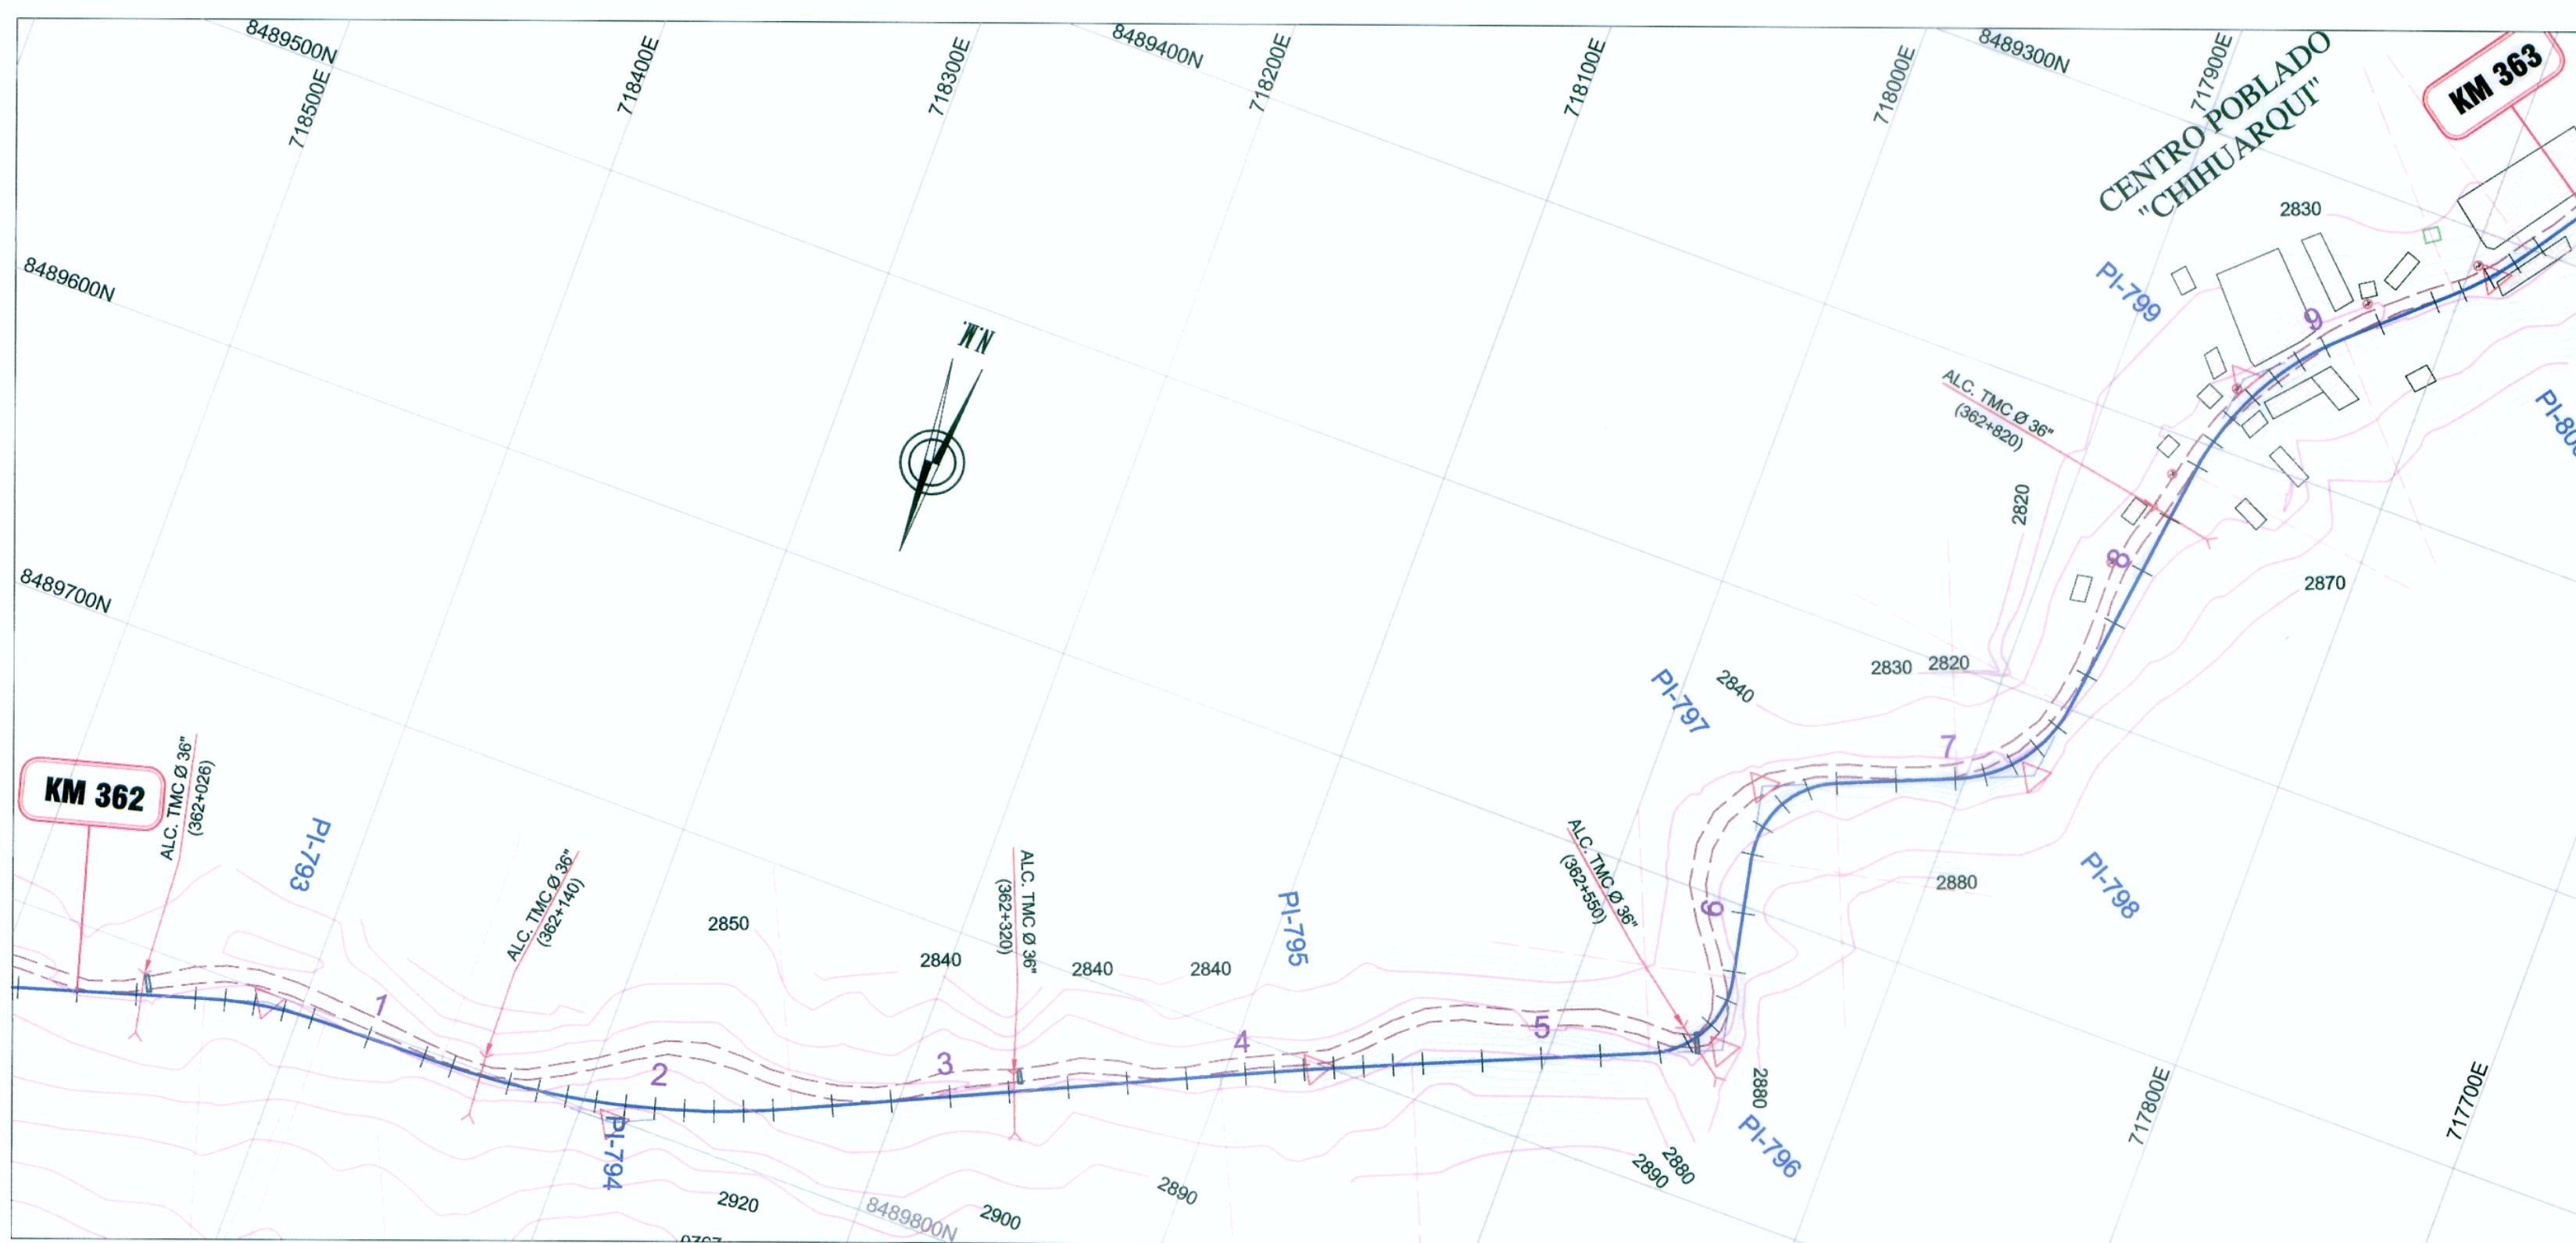 8489500N
718500E
718400E
718300E
8489400N
718200E
718100E
718000E
8489300N
717900E
CENTRO POBLADO
"CHIHUARQUI"
KM 363
2830
PI-799
8489600N
N.M.
ALC. TMC Ø 36"
(362+820)
9
2820
8
2870
8489700N
2830
2820
PI-797
2840
7
KM 362
ALC. TMC Ø 36"
(362+026)
PI-793
ALC. TMC Ø 36"
(362+140)
2850
2840
ALC. TMC Ø 36"
(362+320)
2840
2840
PI-795
ALC. TMC Ø 36"
(362+550)
6
2880
PI-798
1
2
3
4
5
PI-794
2880
PI-796
2880
2890
2890
2920
8489800N
2900
717800E
717700E